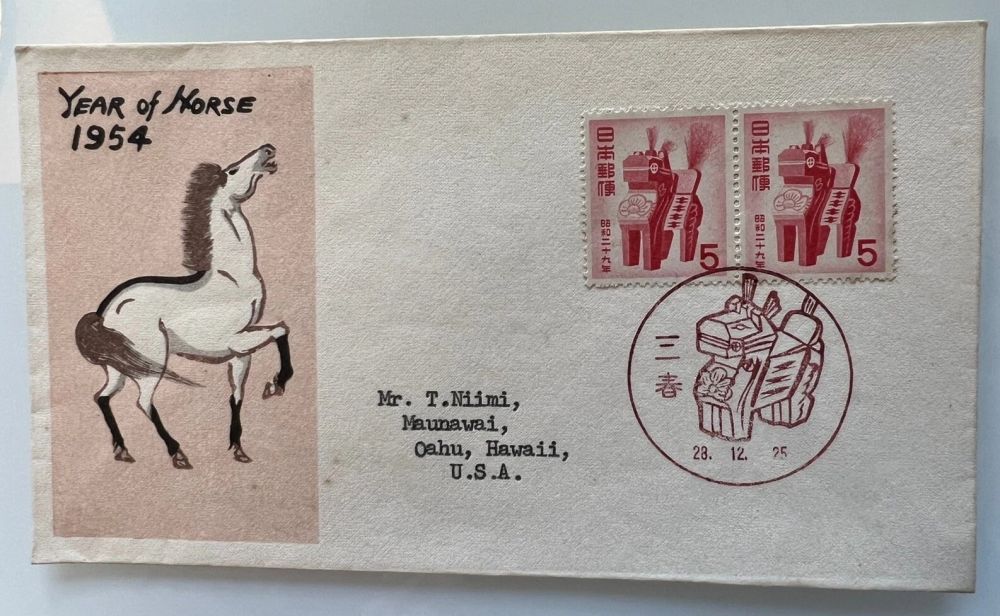 YEAR of HORSE
1954
日本郵便
昭和二十九年
5
日本郵便
昭和二十九年
5
三春
28. 12. 25
Mr. T.Niimi,
Maunawai,
Oahu, Hawaii,
U.S.A.